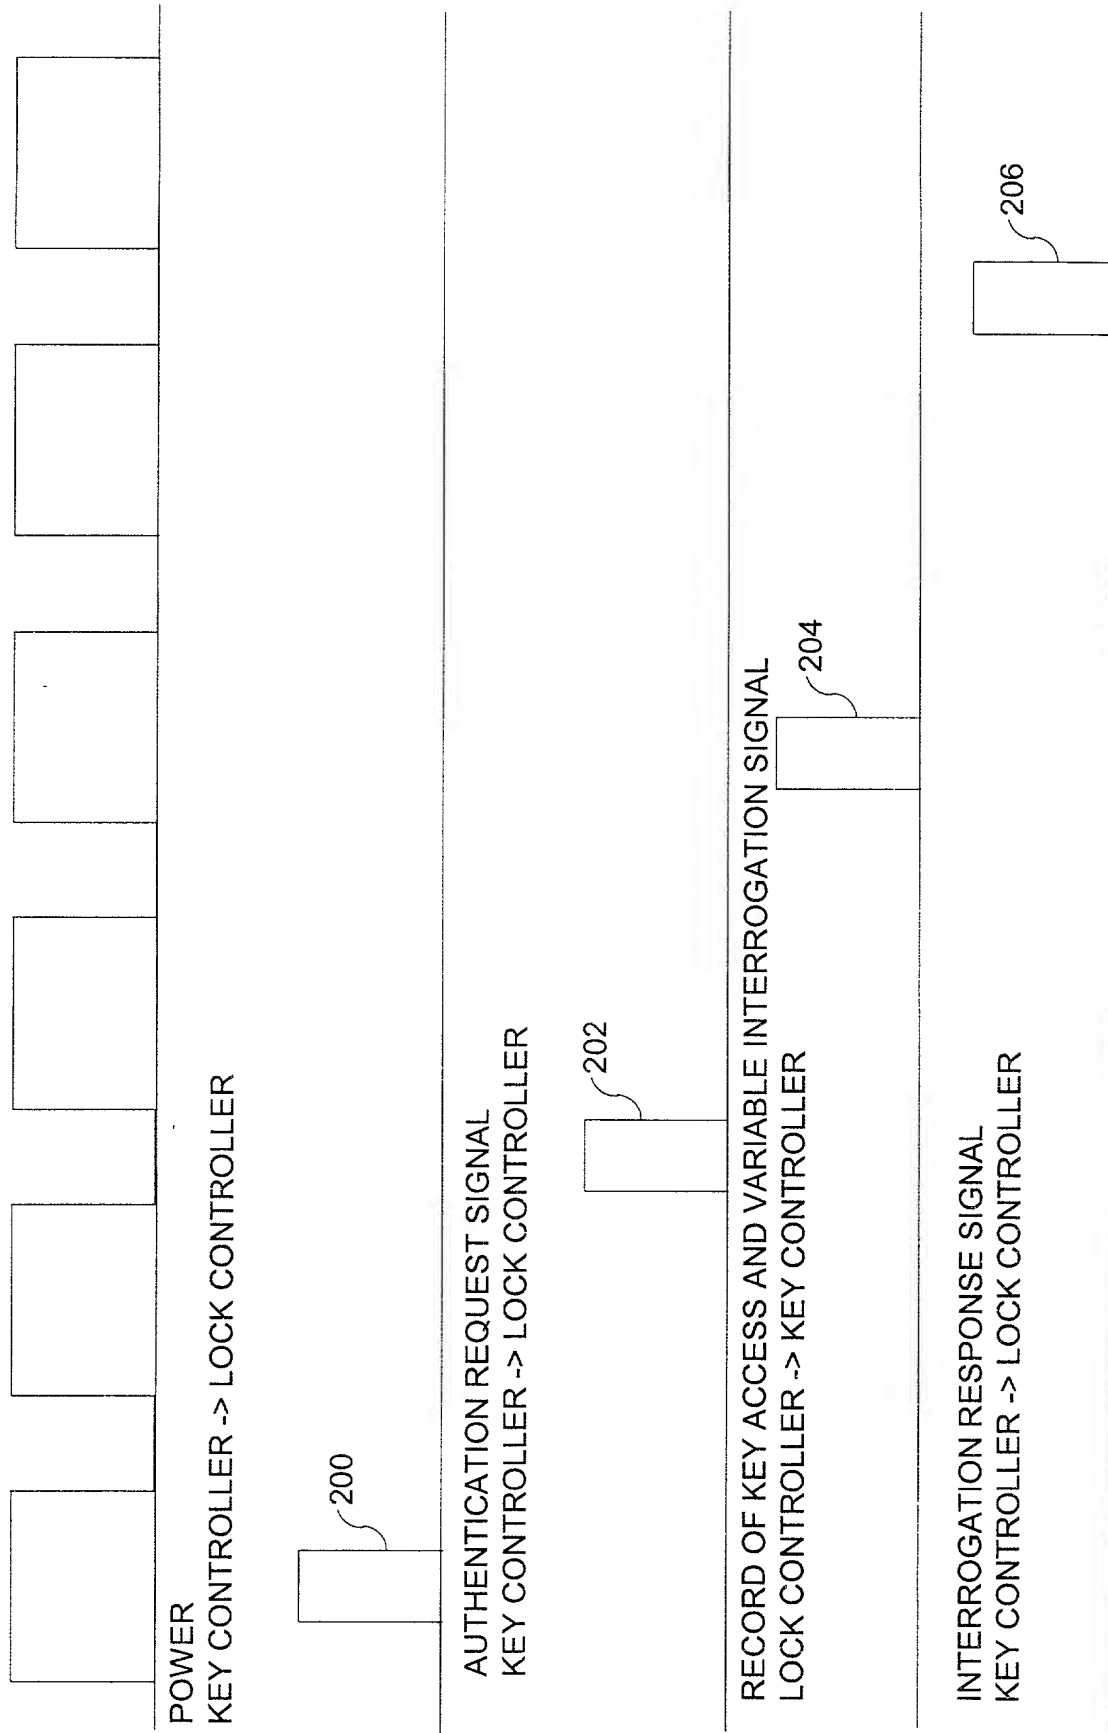 POWER
KEY CONTROLLER -> LOCK CONTROLLER
200
AUTHENTICATION REQUEST SIGNAL
KEY CONTROLLER -> LOCK CONTROLLER
202
RECORD OF KEY ACCESS AND VARIABLE INTERROGATION SIGNAL
LOCK CONTROLLER -> KEY CONTROLLER
204
INTERROGATION RESPONSE SIGNAL
KEY CONTROLLER -> LOCK CONTROLLER
206